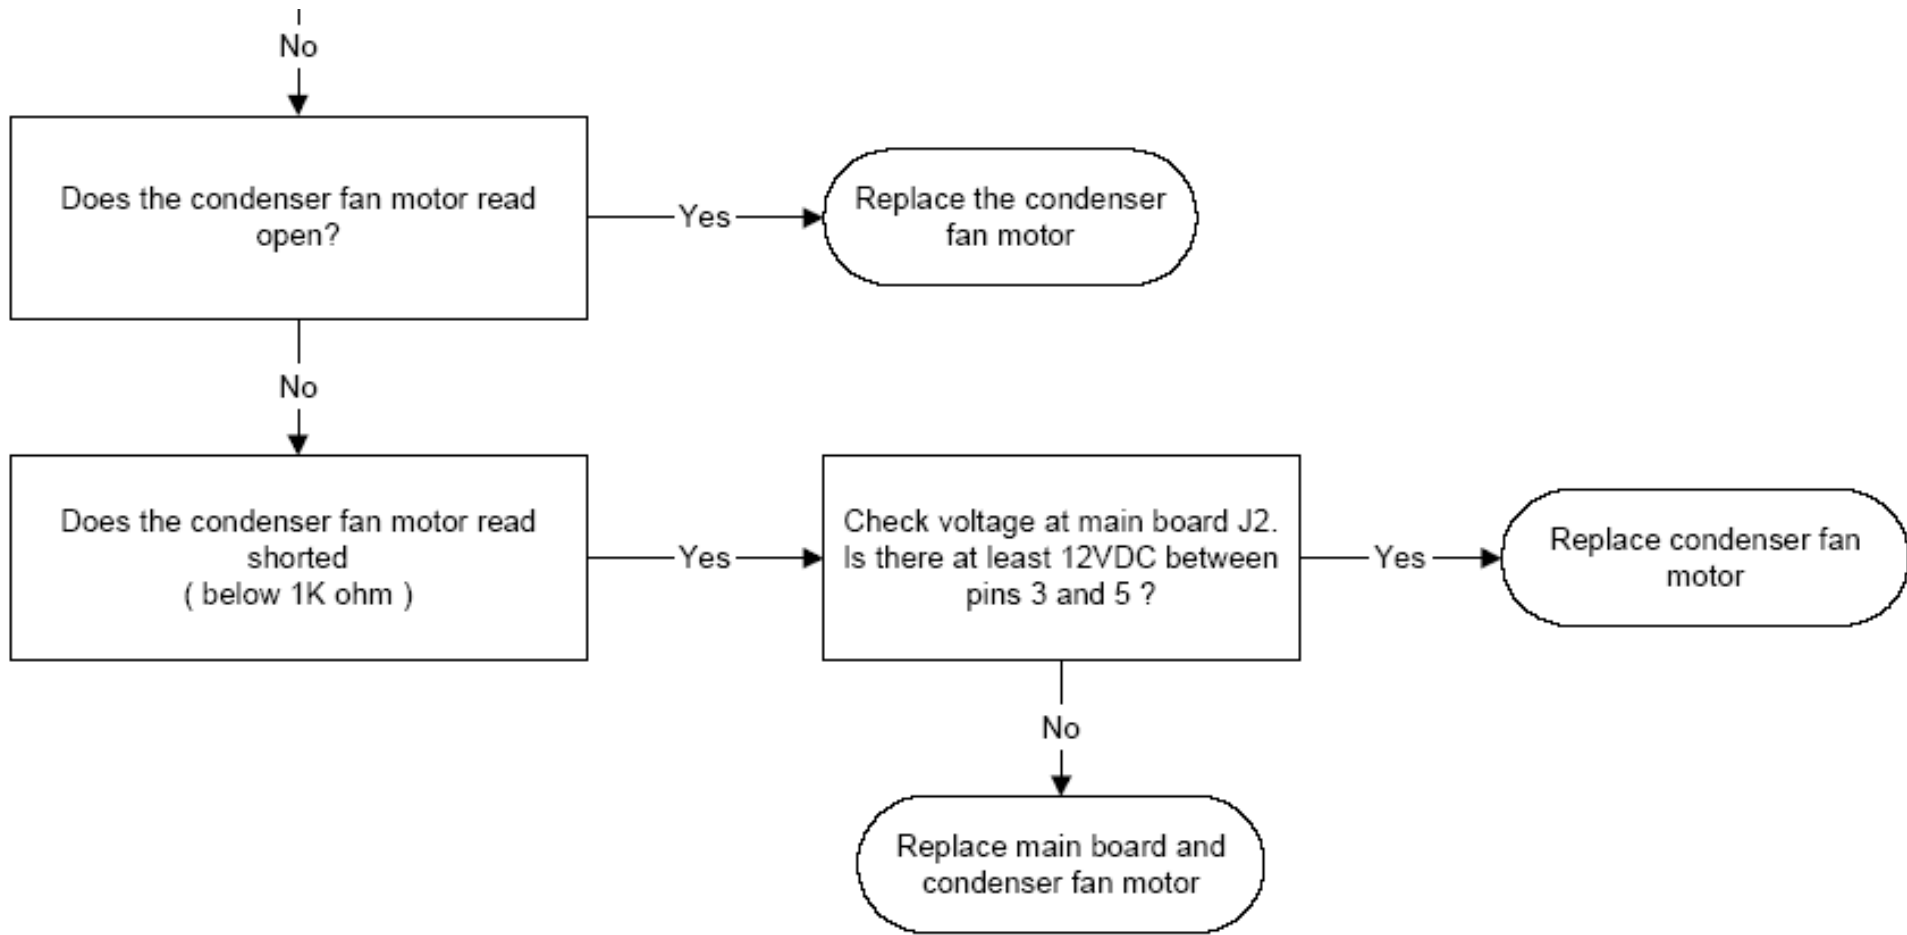 No
Does the condenser fan motor read
open?
Yes
Replace the condenser
fan motor
No
Does the condenser fan motor read
shorted
( below 1K ohm )
Yes
Check voltage at main board J2.
Is there at least 12VDC between
pins 3 and 5 ?
Yes
Replace condenser fan
motor
No
Replace main board and
condenser fan motor